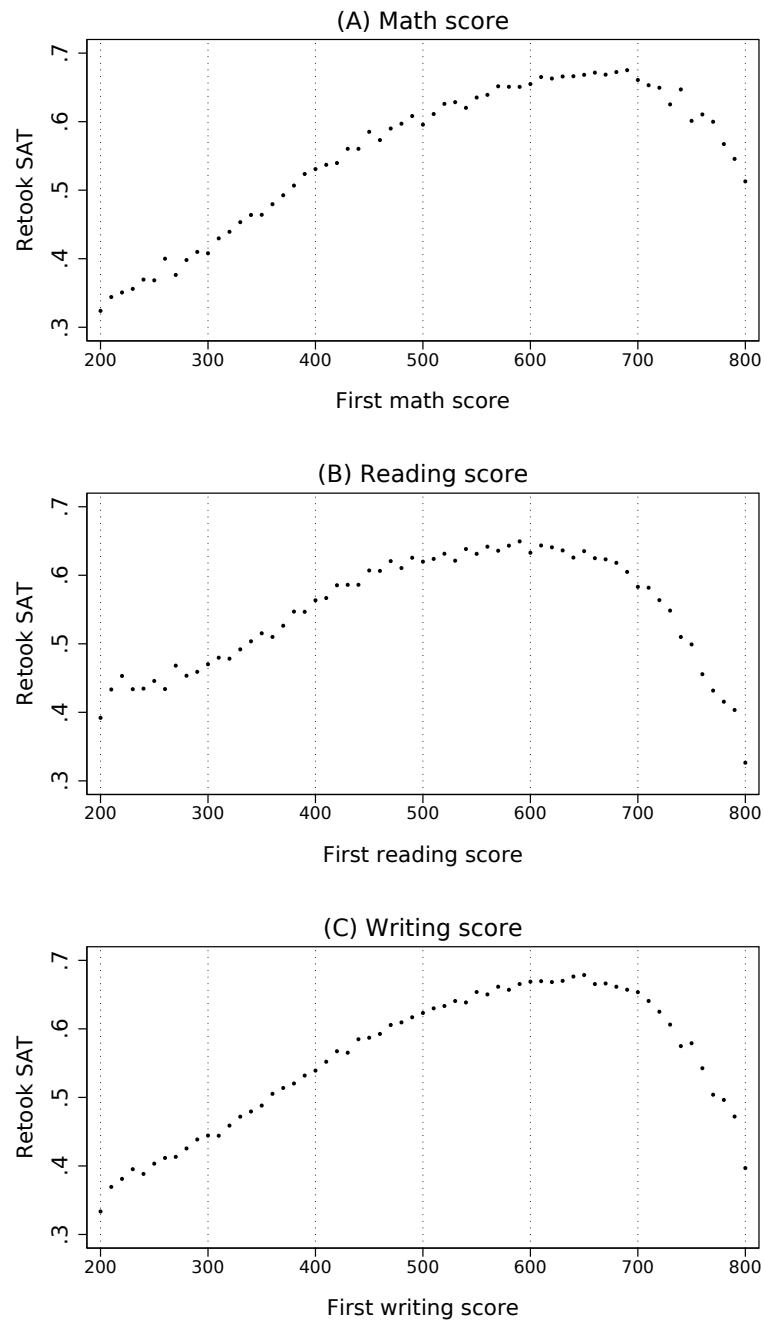 (A) Math score
.7
.6
.5
.4
.3
Retook SAT
200 300 400 500 600 700 800
First math score
(B) Reading score
.7
.6
.5
.4
.3
Retook SAT
200 300 400 500 600 700 800
First reading score
(C) Writing score
.7
.6
.5
.4
.3
Retook SAT
200 300 400 500 600 700 800
First writing score